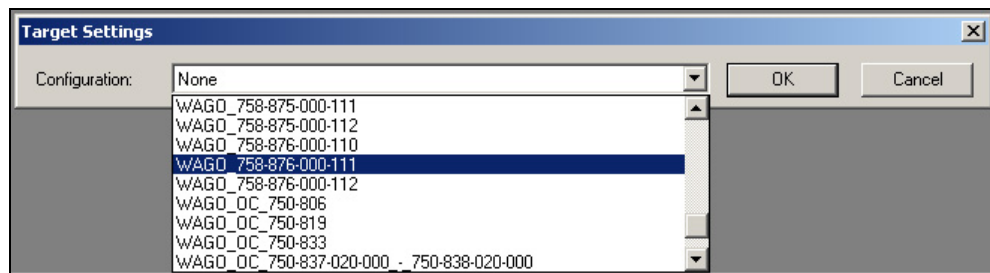 Target Settings
Configuration: None OK Cancel
WAGO_758-875-000-111
WAGO_758-875-000-112
WAGO_758-876-000-110
WAGO_758-876-000-111
WAGO_758-876-000-112
WAGO_OC_750-806
WAGO_OC_750-819
WAGO_OC_750-833
WAGO_OC_750-837-020-000_-_750-838-020-000